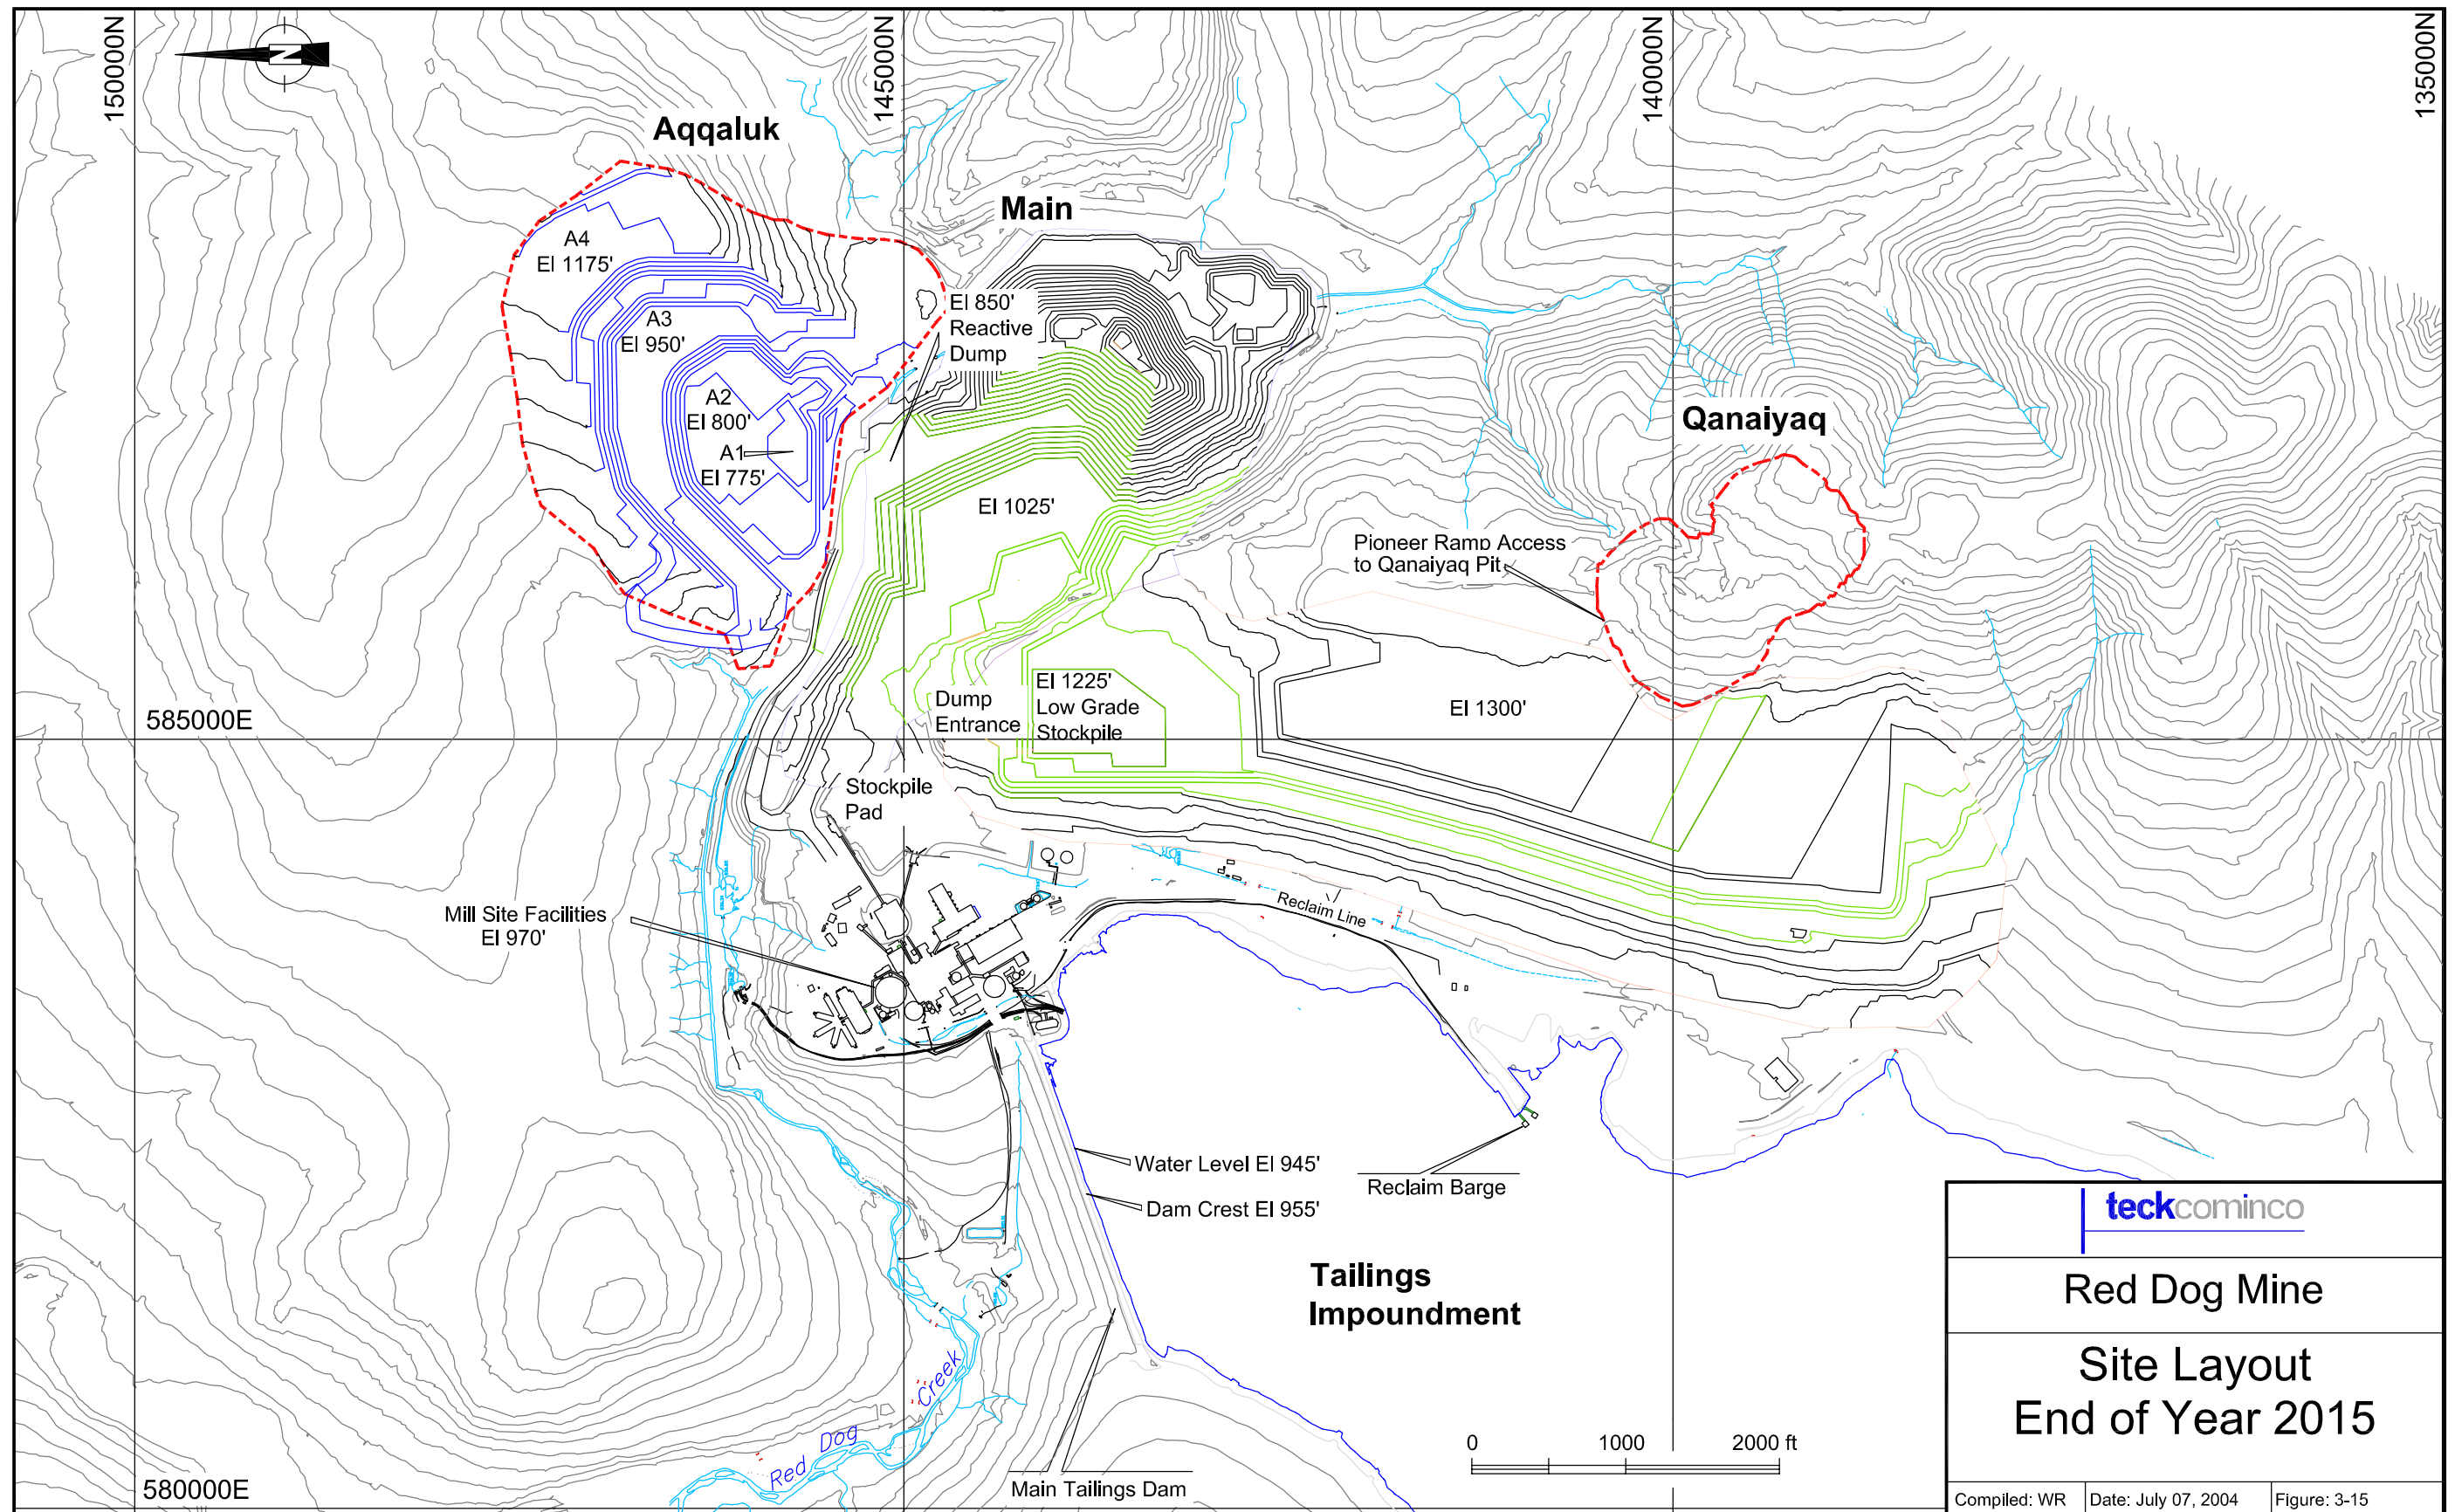 150000N
145000N
140000N
135000N
N
Aqqaluk
Main
Qanaiyaq
A4
El 1175'
A3
El 950'
A2
El 800'
A1
El 775'
El 850'
Reactive
Dump
El 1025'
Pioneer Ramp Access
to Qanaiyaq Pit
El 1225'
Low Grade
Stockpile
Dump
Entrance
El 1300'
585000E
Stockpile
Pad
Mill Site Facilities
El 970'
Reclaim Line
Water Level El 945'
Dam Crest El 955'
Reclaim Barge
Tailings
Impoundment
Red Dog Creek
Main Tailings Dam
580000E
0 1000 2000 ft
teckcominco
Red Dog Mine
Site Layout
End of Year 2015
Compiled: WR
Date: July 07, 2004
Figure: 3-15